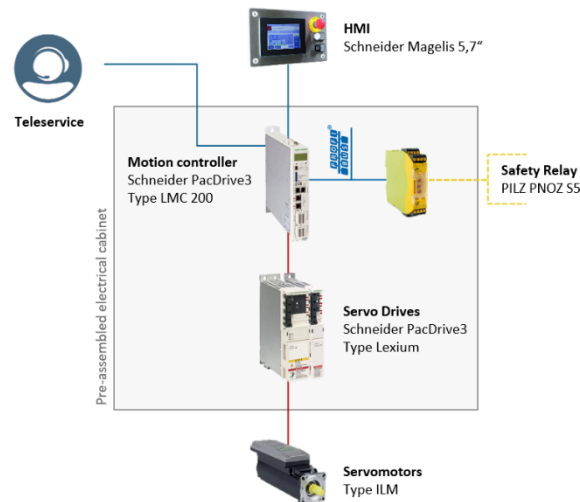 HMI
Schneider Magelis 5,7“
Teleservice
Motion controller
Schneider PacDrive3
Type LMC 200
Safety Relay
PILZ PNOZ S5
Pre-assembled electrical cabinet
Servo Drives
Schneider PacDrive3
Type Lexium
Servomotors
Type ILM